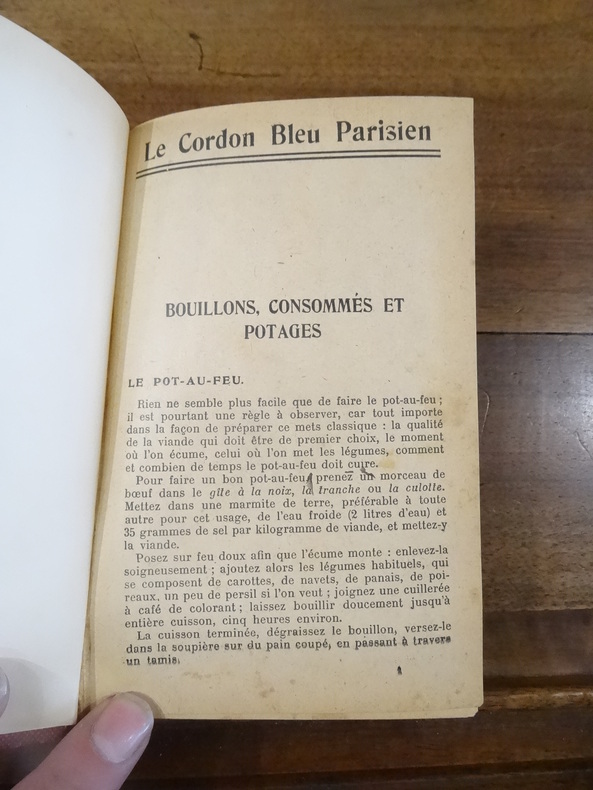 Le Cordon Bleu Parisien
BOUILLONS, CONSOMMÉS ET
POTAGES
LE POT-AU-FEU.
Rien ne semble plus facile que de faire le pot-au-feu ;
il est pourtant une règle à observer, car tout importe
dans la façon de préparer ce mets classique : la qualité
de la viande qui doit être de premier choix, le moment
où l'on écume, celui où l'on met les légumes, comment
et combien de temps le pot-au-feu doit cuire.
Pour faire un bon pot-au-feu, prenez un morceau de
bœuf dans le gîte à la noix, la tranche ou la culotte.
Mettez dans une marmite de terre, préférable à toute
autre pour cet usage, de l'eau froide (2 litres d'eau) et
35 grammes de sel par kilogramme de viande, et mettez-y
la viande.
Posez sur feu doux afin que l'écume monte : enlevez-la
soigneusement ; ajoutez alors les légumes habituels, qui
se composent de carottes, de navets, de panais, de poi-
reaux, un peu de persil si l'on veut ; joignez une cuillerée
à café de colorant ; laissez bouillir doucement jusqu'à
entière cuisson, cinq heures environ.
La cuisson terminée, dégraissez le bouillon, versez-le
dans la soupière sur du pain coupé, en passant à travers
un tamis.